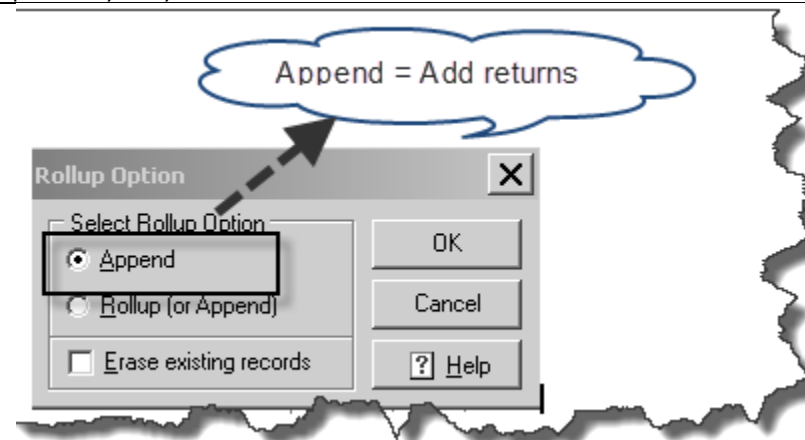 Append = Add returns
Rollup Option
Select Rollup Option
Append
Rollup (or Append)
Erase existing records
OK
Cancel
? Help